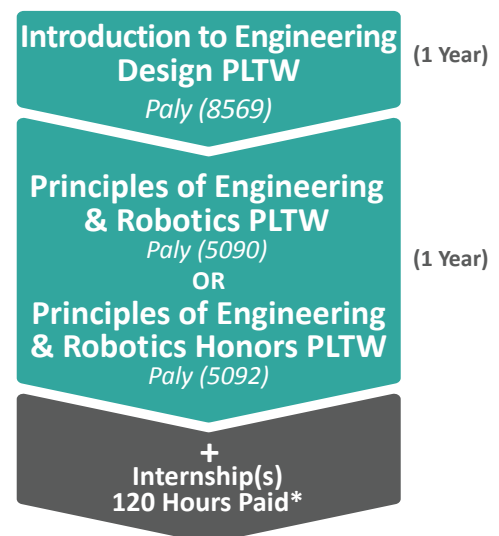 Introduction to Engineering
Design PLTW
Paly (8569)
(1 Year)
Principles of Engineering
& Robotics PLTW
Paly (5090)
OR
Principles of Engineering
& Robotics Honors PLTW
Paly (5092)
(1 Year)
+
Internship(s)
120 Hours Paid*